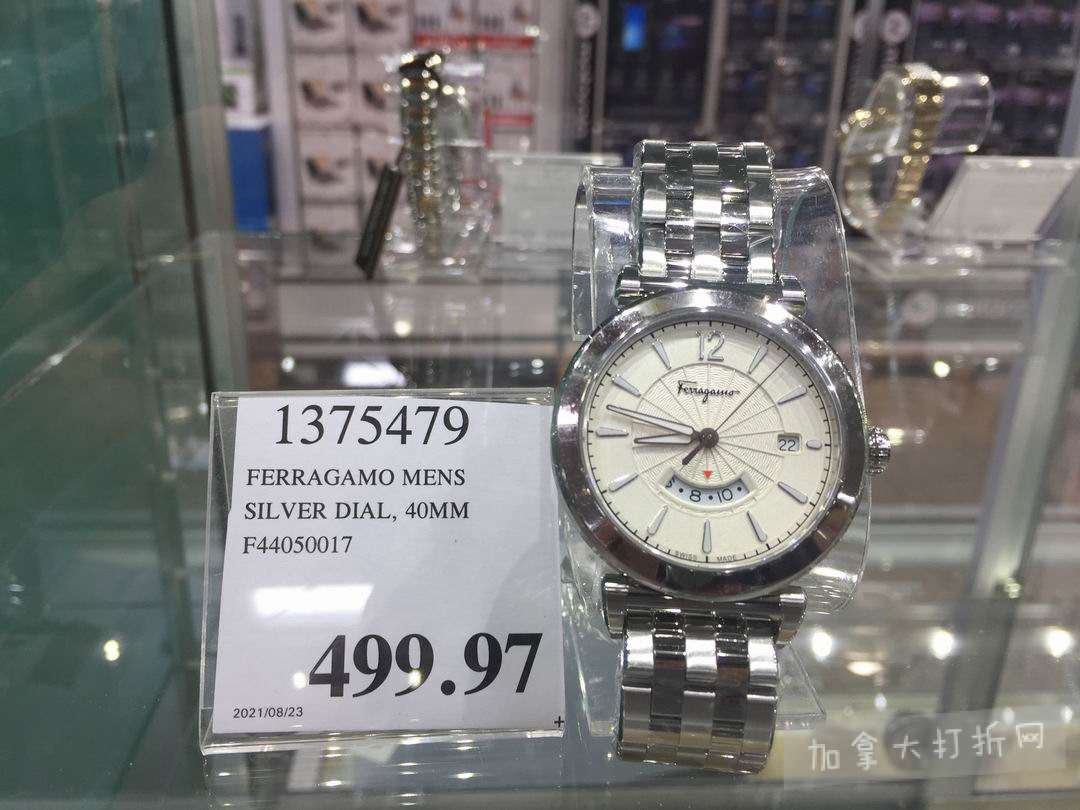 1375479
FERRAGAMO MENS
SILVER DIAL, 40MM
F44050017
499.97
2021/08/23
+
12
Ferragamo
22
8 · 10
SWISS MADE
加拿大打折网